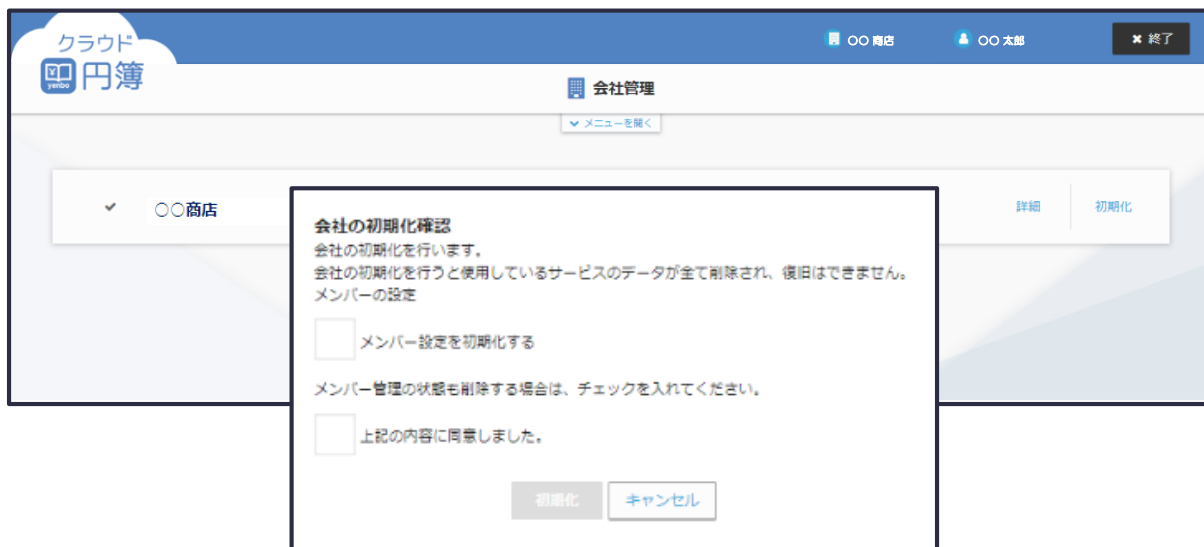 クラウド
円簿
yenbo
〇〇 商店
〇〇 太郎
✖ 終了
会社管理
メニューを開く
〇〇商店
詳細
初期化
会社の初期化確認
会社の初期化を行います。
会社の初期化を行うと使用しているサービスのデータが全て削除され、復旧はできません。
メンバーの設定
メンバー設定を初期化する
メンバー管理の状態も削除する場合は、チェックを入れてください。
上記の内容に同意しました。
初期化
キャンセル